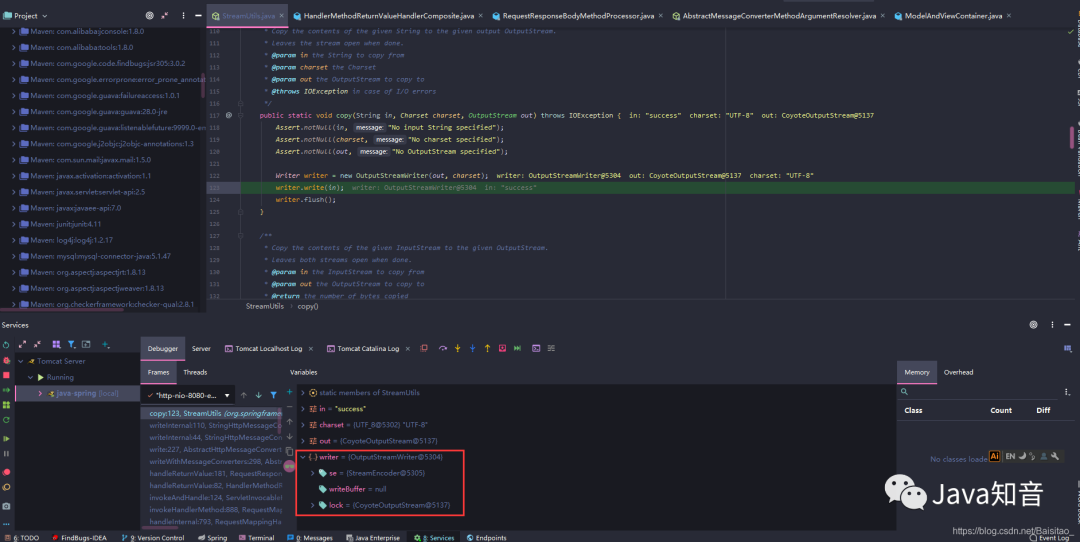 Project
StreamUtils.java
HandlerMethodReturnValueHandlerComposite.java
RequestResponseBodyMethodProcessor.java
AbstractMessageConverterMethodArgumentResolver.java
ModelAndViewContainer.java
Maven: com.alibaba:jconsole:1.8.0
Maven: com.alibaba:tools:1.8.0
Maven: com.google.code.findbugs:jsr305:3.0.2
Maven: com.google.errorprone:error_prone_annota
Maven: com.google.guava:failureaccess:1.0.1
Maven: com.google.guava:guava:28.0-jre
Maven: com.google.guava:listenablefuture:9999.0-en
Maven: com.google.j2objc:j2objc-annotations:1.3
Maven: com.sun.mail:javax.mail:1.5.0
Maven: javax.activation:activation:1.1
Maven: javax.servlet:servlet-api:2.5
Maven: javax:javaee-api:7.0
Maven: junit:junit:4.11
Maven: log4j:log4j:1.2.17
Maven: mysql:mysql-connector-java:5.1.47
Maven: org.aspectj:aspectjrt:1.8.13
Maven: org.aspectj:aspectjweaver:1.8.13
Maven: org.checkerframework:checker-qual:2.8.1
110 * Copy the contents of the given String to the given output OutputStream.
111 * Leaves the stream open when done.
112 * @param in the String to copy from
113 * @param charset the Charset
114 * @param out the OutputStream to copy to
115 * @throws IOException in case of I/O errors
116 */
117 @ public static void copy(String in, Charset charset, OutputStream out) throws IOException { in: "success" charset: "UTF-8" out: CoyoteOutputStream@5137
118 Assert.notNull(in, message: "No input String specified");
119 Assert.notNull(charset, message: "No charset specified");
120 Assert.notNull(out, message: "No OutputStream specified");
121
122 Writer writer = new OutputStreamWriter(out, charset); writer: OutputStreamWriter@5304 out: CoyoteOutputStream@5137 charset: "UTF-8"
123 writer.write(in); writer: OutputStreamWriter@5304 in: "success"
124 writer.flush();
125 }
126
127 /**
128 * Copy the contents of the given InputStream to the given OutputStream.
129 * Leaves both streams open when done.
130 * @param in the InputStream to copy from
131 * @param out the OutputStream to copy to
132 * @return the number of bytes copied
StreamUtils › copy()
Services
Debugger
Server
Tomcat Localhost Log
Tomcat Catalina Log
Tomcat Server
Running
java-spring [local]
Frames
Threads
Variables
Memory
Overhead
"http-nio-8080-e...
copy:123, StreamUtils (org.springframe
writeInternal:110, StringHttpMessageCon
writeInternal:44, StringHttpMessageConv
write:227, AbstractHttpMessageConvert
writeWithMessageConverters:298, Abst
handleReturnValue:181, RequestRespon
handleReturnValue:82, HandlerMethodR
invokeAndHandle:124, ServletInvocable
invokeHandlerMethod:888, RequestMap
handleInternal:793, RequestMappingHa
static members of StreamUtils
in = "success"
charset = {UTF_8@5302} "UTF-8"
out = {CoyoteOutputStream@5137}
writer = {OutputStreamWriter@5304}
se = {StreamEncoder@5305}
writeBuffer = null
lock = {CoyoteOutputStream@5137}
Class Count Diff
No classes loade
Ai EN
Java知音
https://blog.csdn.net/Baisitao_
6: TODO
FindBugs-IDEA
9: Version Control
Spring
Terminal
0: Messages
Java Enterprise
8: Services
Endpoints
Event Log